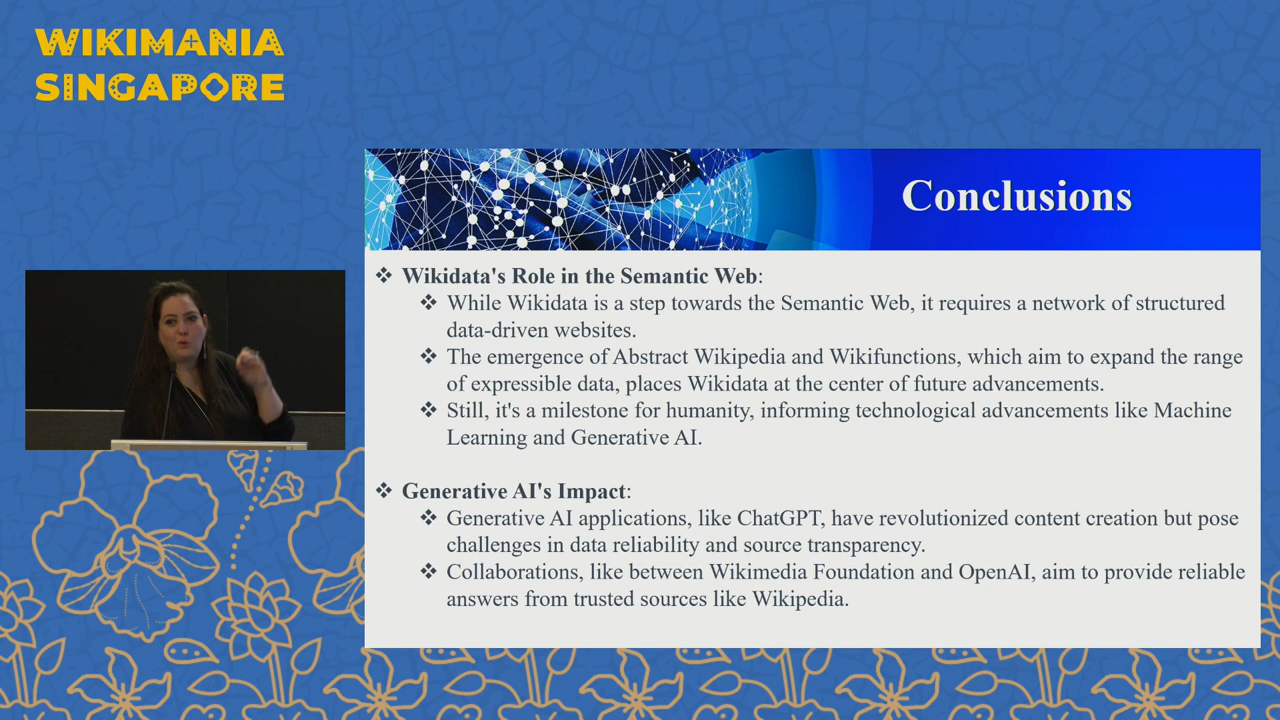 WIKIMANIA
SINGAPORE
Conclusions
❖ Wikidata's Role in the Semantic Web:
❖ While Wikidata is a step towards the Semantic Web, it requires a network of structured
data-driven websites.
❖ The emergence of Abstract Wikipedia and Wikifunctions, which aim to expand the range
of expressible data, places Wikidata at the center of future advancements.
❖ Still, it's a milestone for humanity, informing technological advancements like Machine
Learning and Generative AI.
❖ Generative AI's Impact:
❖ Generative AI applications, like ChatGPT, have revolutionized content creation but pose
challenges in data reliability and source transparency.
❖ Collaborations, like between Wikimedia Foundation and OpenAI, aim to provide reliable
answers from trusted sources like Wikipedia.